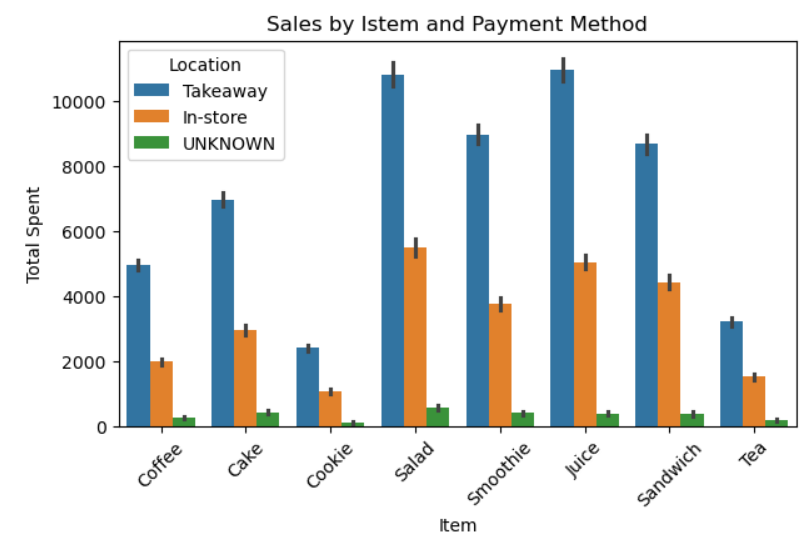 Sales by Istem and Payment Method
Location
Takeaway
In-store
UNKNOWN
Total Spent
10000
8000
6000
4000
2000
0
Coffee
Cake
Cookie
Salad
Smoothie
Juice
Sandwich
Tea
Item